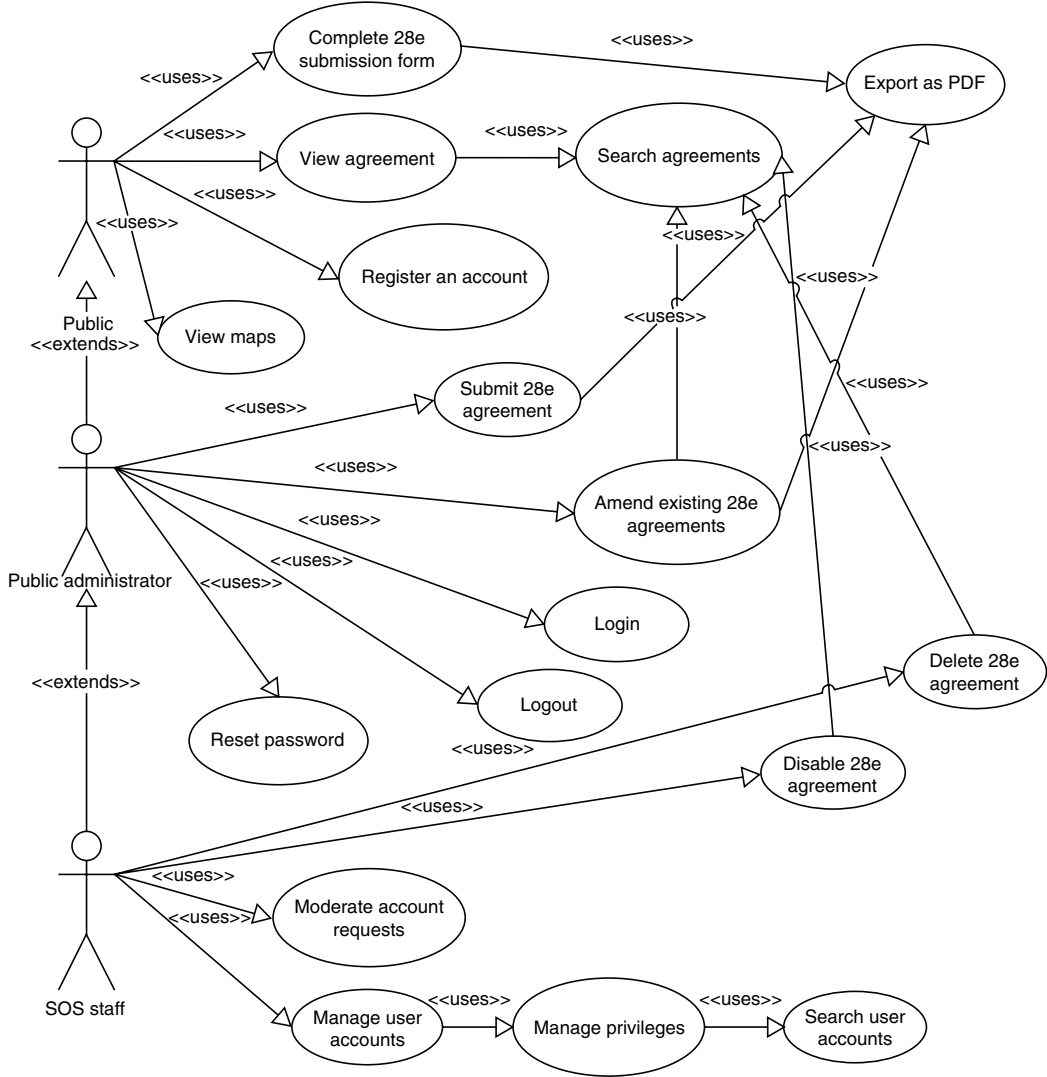 Complete 28e
submission form
<<uses>>
<<uses>>
Export as PDF
<<uses>>
View agreement
<<uses>>
Search agreements
<<uses>>
<<uses>>
<<uses>>
Register an account
<<uses>>
Public
<<extends>>
View maps
<<uses>>
Submit 28e
agreement
<<uses>>
<<uses>>
<<uses>>
<<uses>>
Amend existing 28e
agreements
<<uses>>
<<uses>>
<<uses>>
Public administrator
Login
<<extends>>
Delete 28e
agreement
Logout
Reset password
<<uses>>
Disable 28e
agreement
<<uses>>
<<uses>>
Moderate account
requests
<<uses>>
SOS staff
Manage user
accounts
<<uses>>
Manage privileges
<<uses>>
Search user
accounts